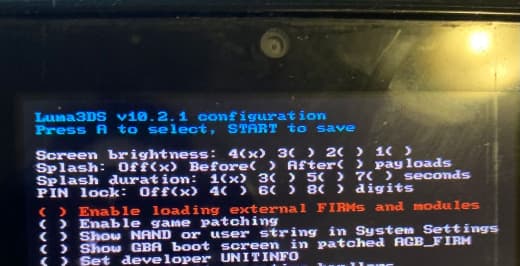 Luma3DS v10.2.1 configuration
Press A to select, START to save
Screen brightness: 4(x) 3( ) 2( ) 1( )
Splash: Off(x) Before( ) After( ) payloads
Splash duration: 1(x) 3( ) 5( ) 7( ) seconds
PIN lock: Off(x) 4( ) 6( ) 8( ) digits
( ) Enable loading external FIRMs and modules
( ) Enable game patching
( ) Show NAND or user string in System Settings
( ) Show GBA boot screen in patched AGB_FIRM
( ) Set developer UNITINFO